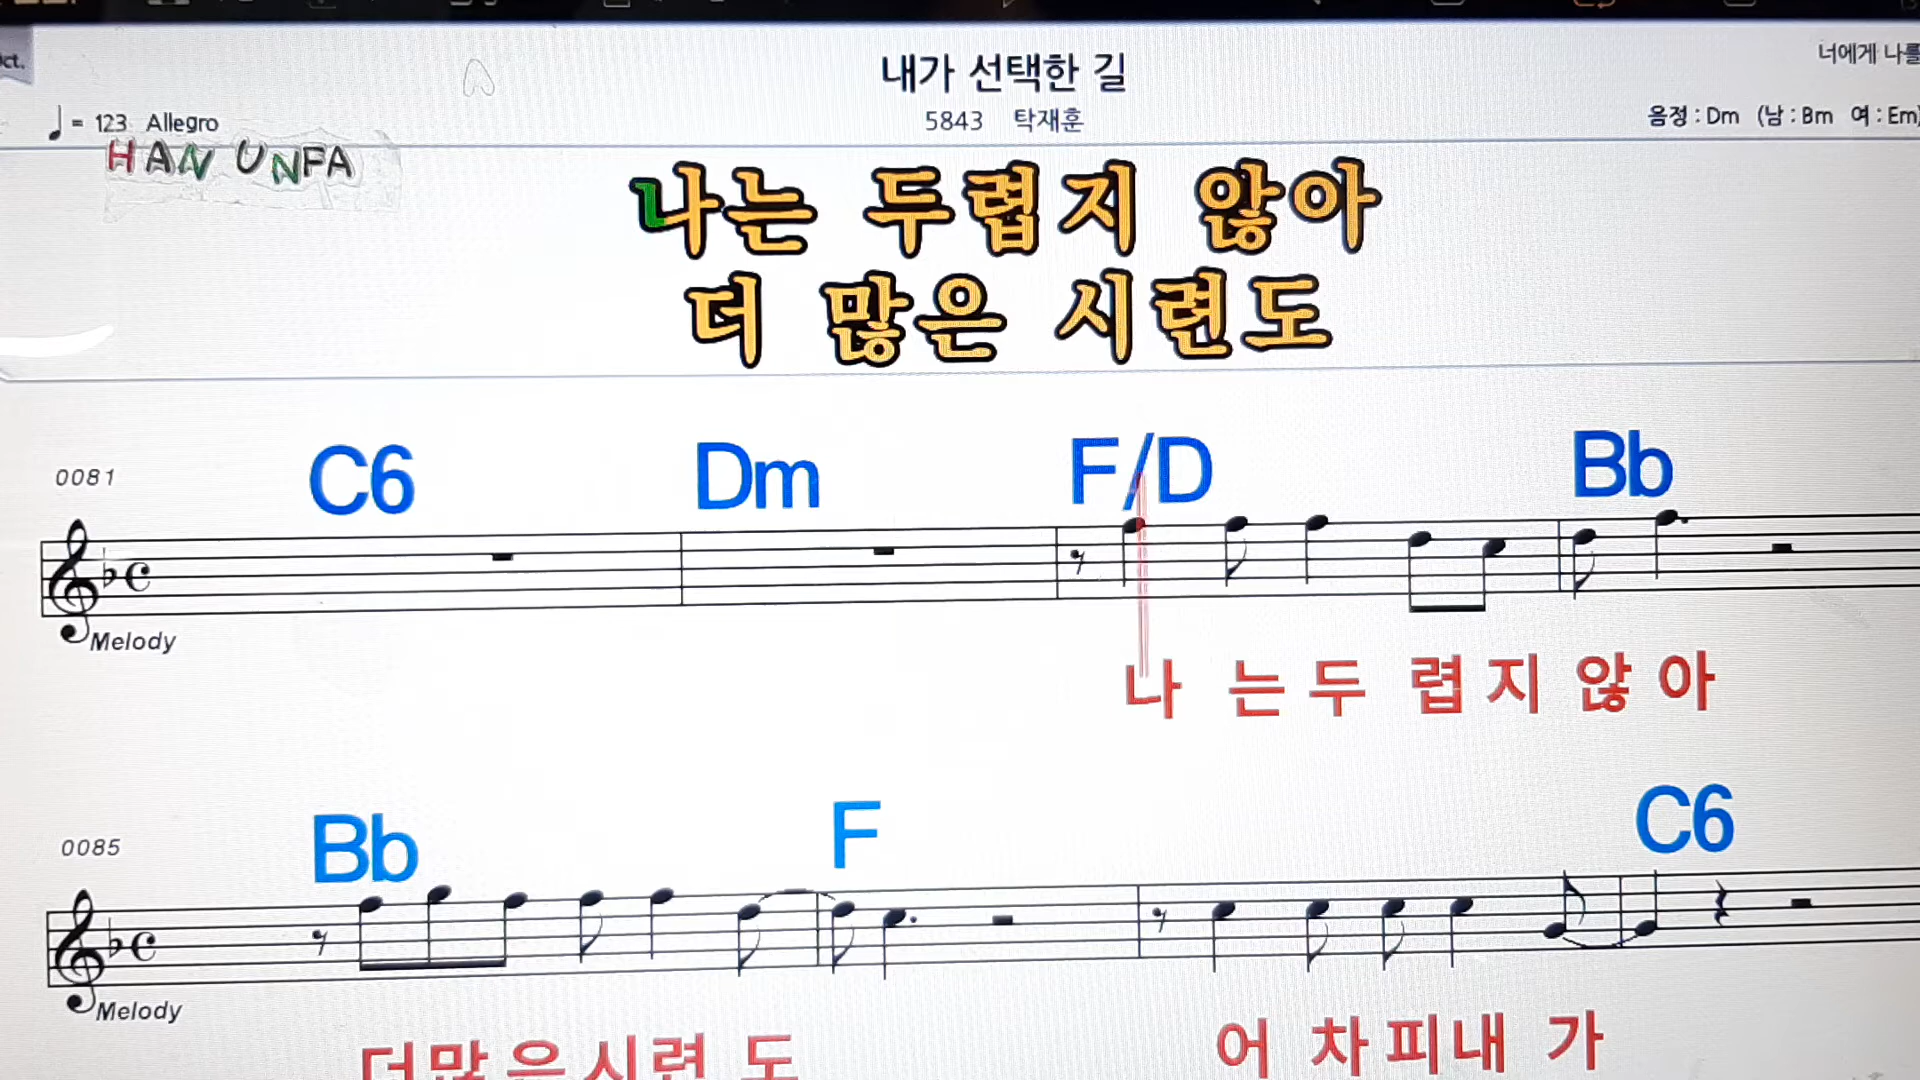 내가 선택한 길
너에게 나를
5843 탁재훈
♩ = 123 Allegro
음정 : Dm (남 : Bm 여 : Em)
HAN UNFA
나는 두렵지 않아
더 많은 시련도
C6 Dm F/D Bb
0081
Melody
나 는 두 렵 지 않 아
Bb F C6
0085
Melody
더 많 은 시 련 도 어 차 피 내 가